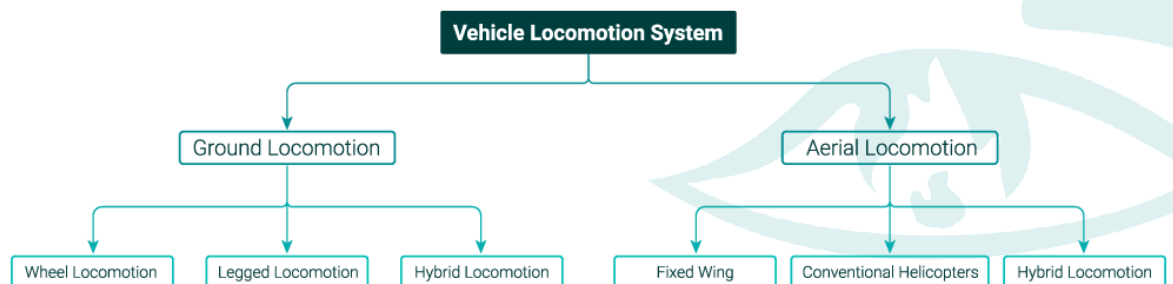 Vehicle Locomotion System
Ground Locomotion
Aerial Locomotion
Wheel Locomotion
Legged Locomotion
Hybrid Locomotion
Fixed Wing
Conventional Helicopters
Hybrid Locomotion